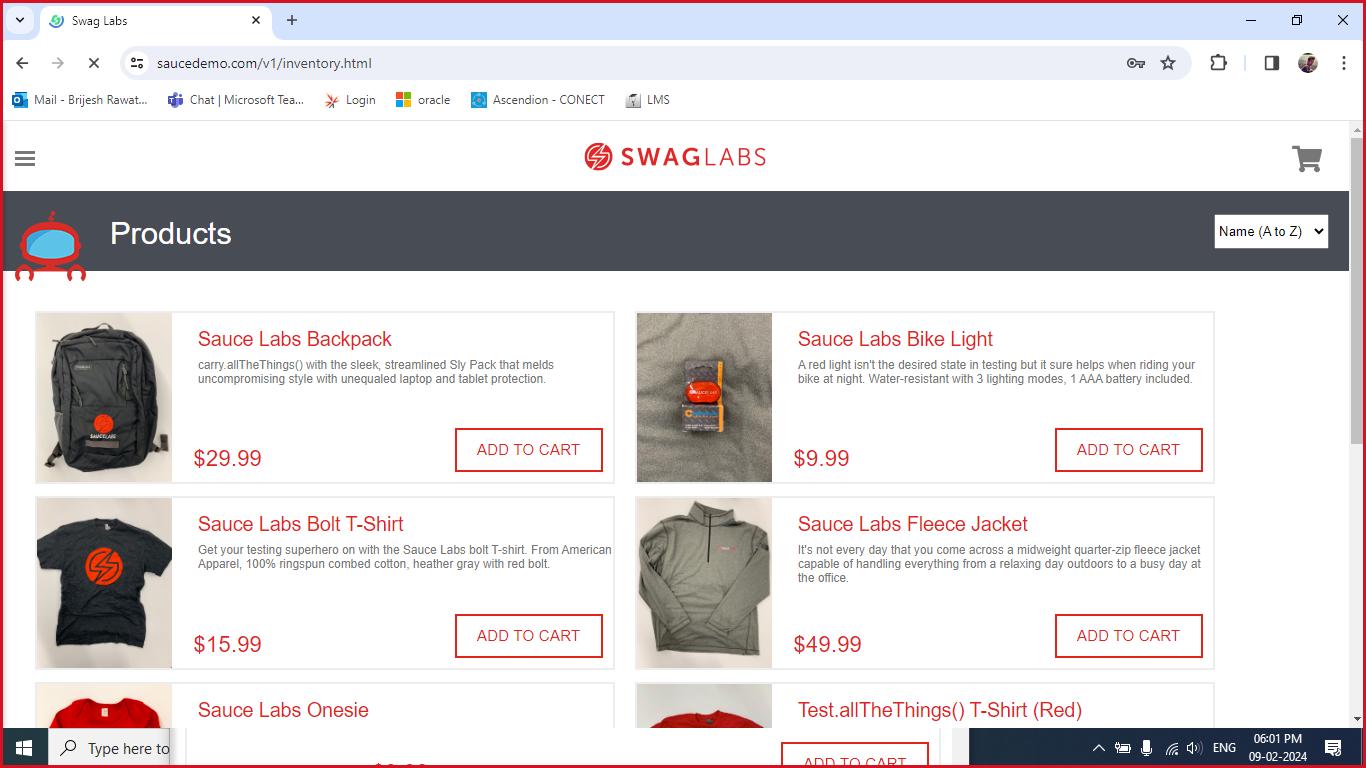 Swag Labs
saucedemo.com/v1/inventory.html
Mail - Brijesh Rawat...
Chat | Microsoft Tea...
Login
oracle
Ascendion - CONECT
LMS
SWAGLABS
Products
Name (A to Z)
Sauce Labs Backpack
carry.allTheThings() with the sleek, streamlined Sly Pack that melds
uncompromising style with unequaled laptop and tablet protection.
$29.99
ADD TO CART
Sauce Labs Bike Light
A red light isn't the desired state in testing but it sure helps when riding your
bike at night. Water-resistant with 3 lighting modes, 1 AAA battery included.
$9.99
ADD TO CART
Sauce Labs Bolt T-Shirt
Get your testing superhero on with the Sauce Labs bolt T-shirt. From American
Apparel, 100% ringspun combed cotton, heather gray with red bolt.
$15.99
ADD TO CART
Sauce Labs Fleece Jacket
It's not every day that you come across a midweight quarter-zip fleece jacket
capable of handling everything from a relaxing day outdoors to a busy day at
the office.
$49.99
ADD TO CART
Sauce Labs Onesie
Test.allTheThings() T-Shirt (Red)
Type here to
ADD TO CART
ENG
06:01 PM
09-02-2024